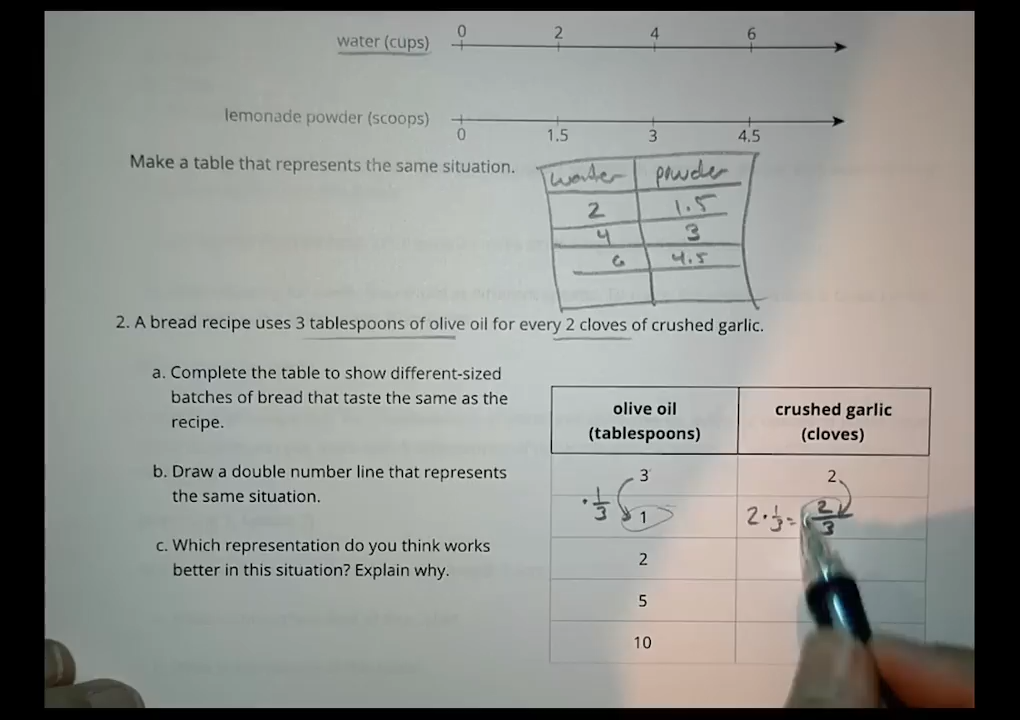 0 2 4 6
water (cups)
lemonade powder (scoops)
0 1.5 3 4.5
Make a table that represents the same situation.
water powder
2 1.5
4 3
6 4.5
2. A bread recipe uses 3 tablespoons of olive oil for every 2 cloves of crushed garlic.
a. Complete the table to show different-sized
batches of bread that taste the same as the
recipe.
b. Draw a double number line that represents
the same situation.
c. Which representation do you think works
better in this situation? Explain why.
olive oil
(tablespoons)
crushed garlic
(cloves)
3 2
· 1/3 1 2 · 1/3 = 2/3
2
5
10